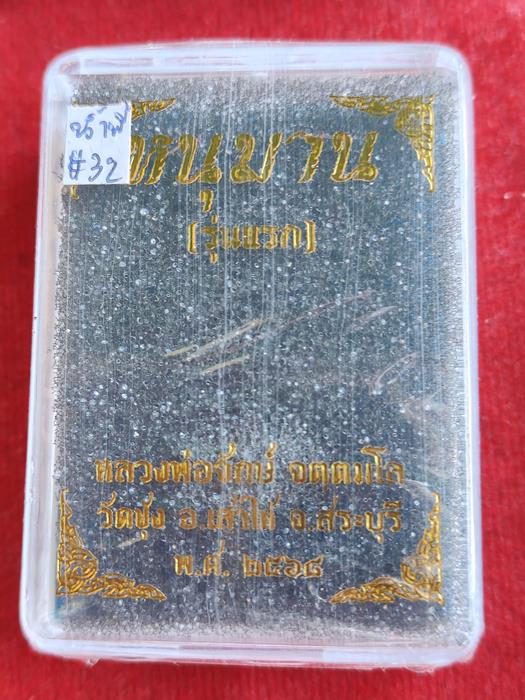 #32
หนุมาน
(รุ่นแรก)
หลวงพ่อรักษ์ จตตมโล
วัดชุ้ง อ.เสาไห้ จ.สระบุรี
พ.ศ. ๒๕๖๔